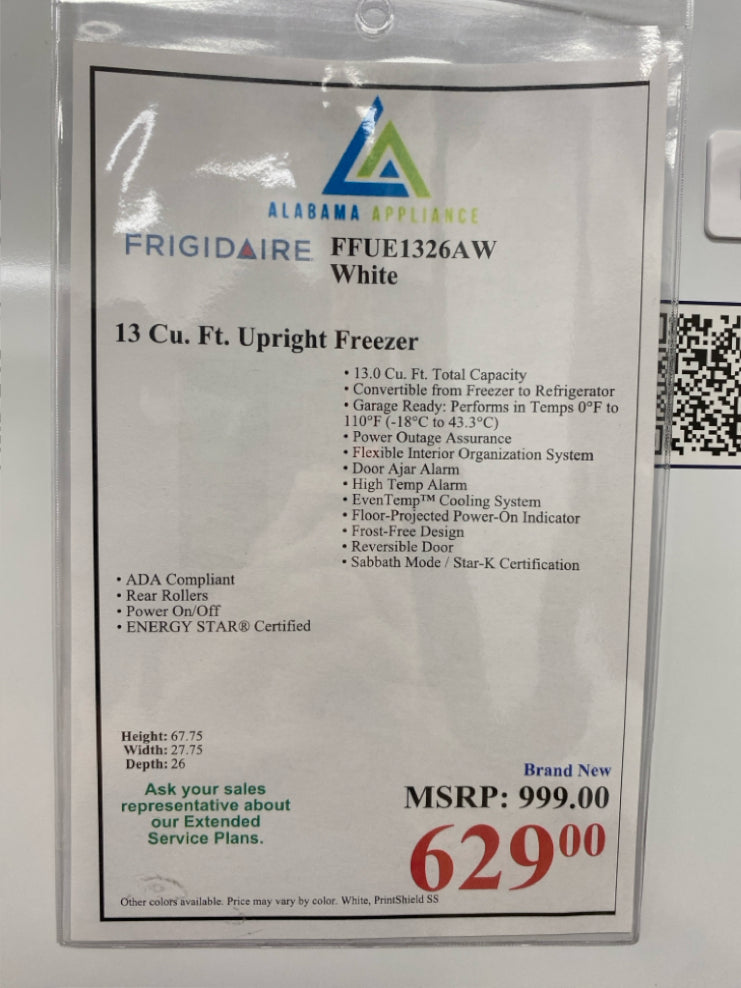 ALABAMA APPLIANCE
FRIGIDAIRE FFUE1326AW
White
13 Cu. Ft. Upright Freezer
• 13.0 Cu. Ft. Total Capacity
• Convertible from Freezer to Refrigerator
• Garage Ready: Performs in Temps 0°F to
110°F (-18°C to 43.3°C)
• Power Outage Assurance
• Flexible Interior Organization System
• Door Ajar Alarm
• High Temp Alarm
• EvenTemp™ Cooling System
• Floor-Projected Power-On Indicator
• Frost-Free Design
• Reversible Door
• Sabbath Mode / Star-K Certification
• ADA Compliant
• Rear Rollers
• Power On/Off
• ENERGY STAR® Certified
Height: 67.75
Width: 27.75
Depth: 26
Ask your sales
representative about
our Extended
Service Plans.
Brand New
MSRP: 999.00
629⁰⁰
Other colors available. Price may vary by color. White, PrintShield SS